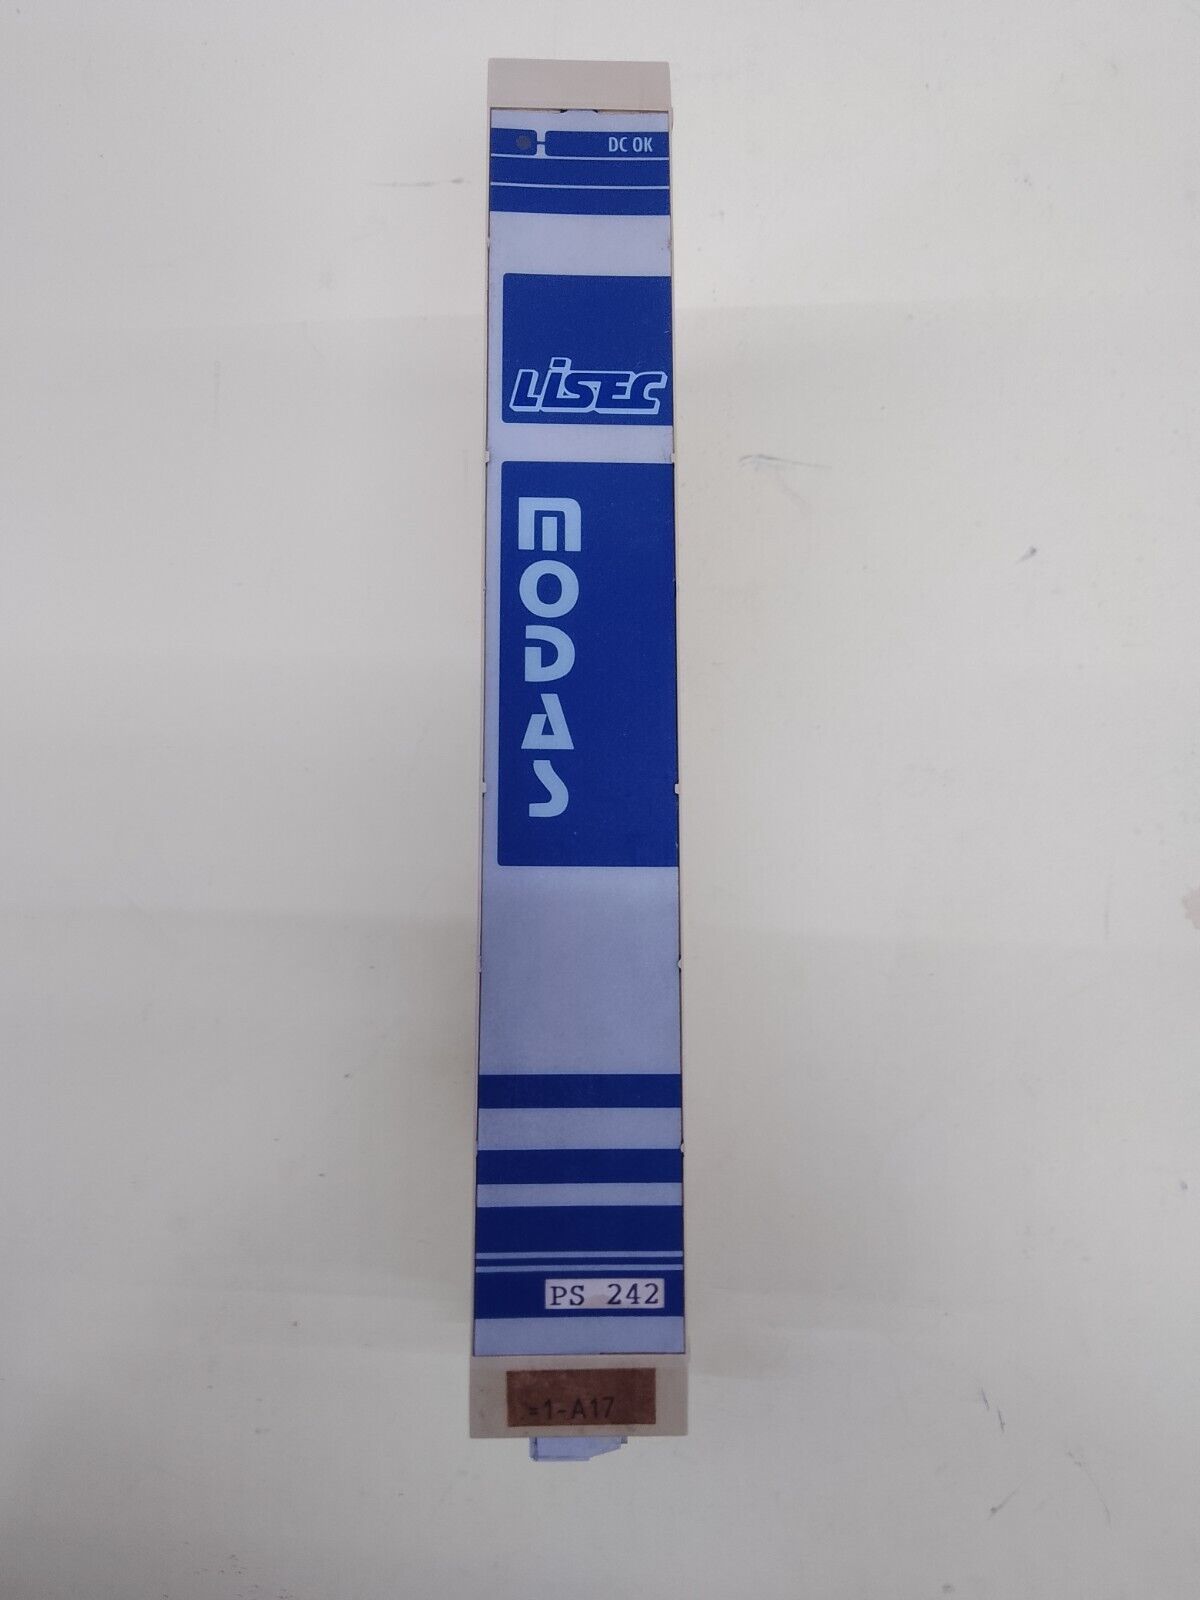 DC OK
LiSEC
MODAS
PS 242
=1-A17